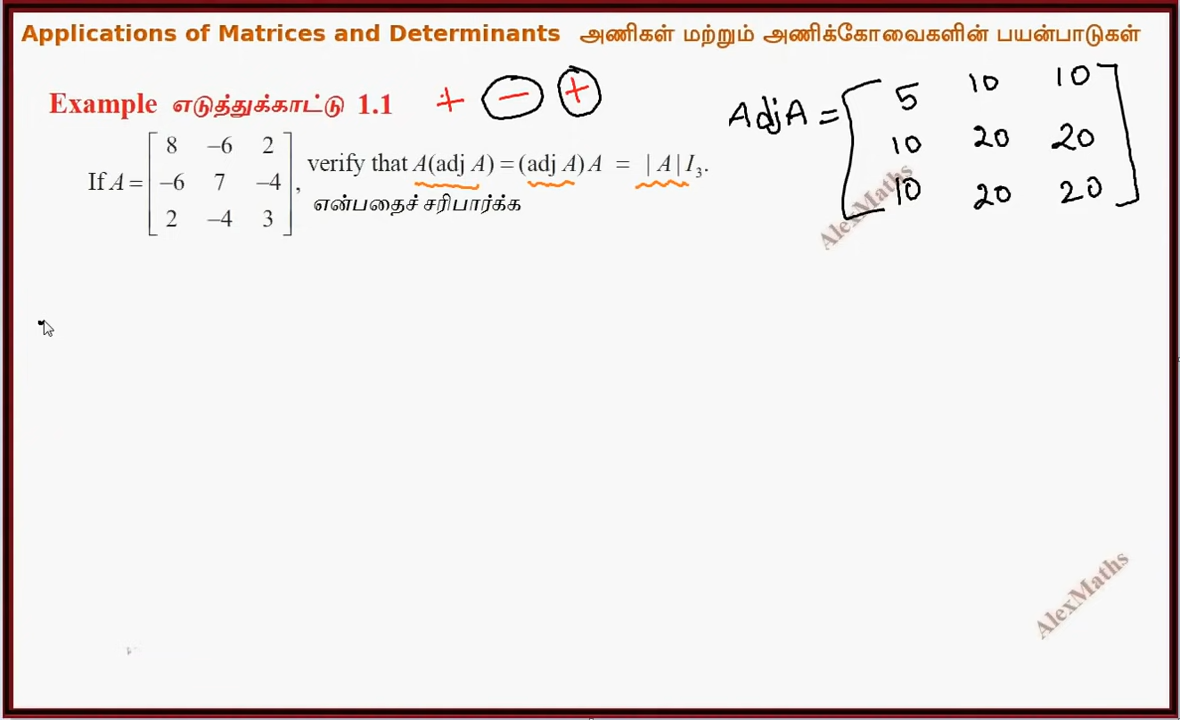 Applications of Matrices and Determinants அணிகள் மற்றும் அணிக்கோவைகளின் பயன்பாடுகள்
Example எடுத்துக்காட்டு 1.1 + − +
If A = [ 8 −6 2
−6 7 −4
2 −4 3 ], verify that A(adj A) = (adj A)A = |A|I₃.
என்பதைச் சரிபார்க்க
AdjA = [ 5 10 10
10 20 20
10 20 20 ]
AlexMaths
AlexMaths